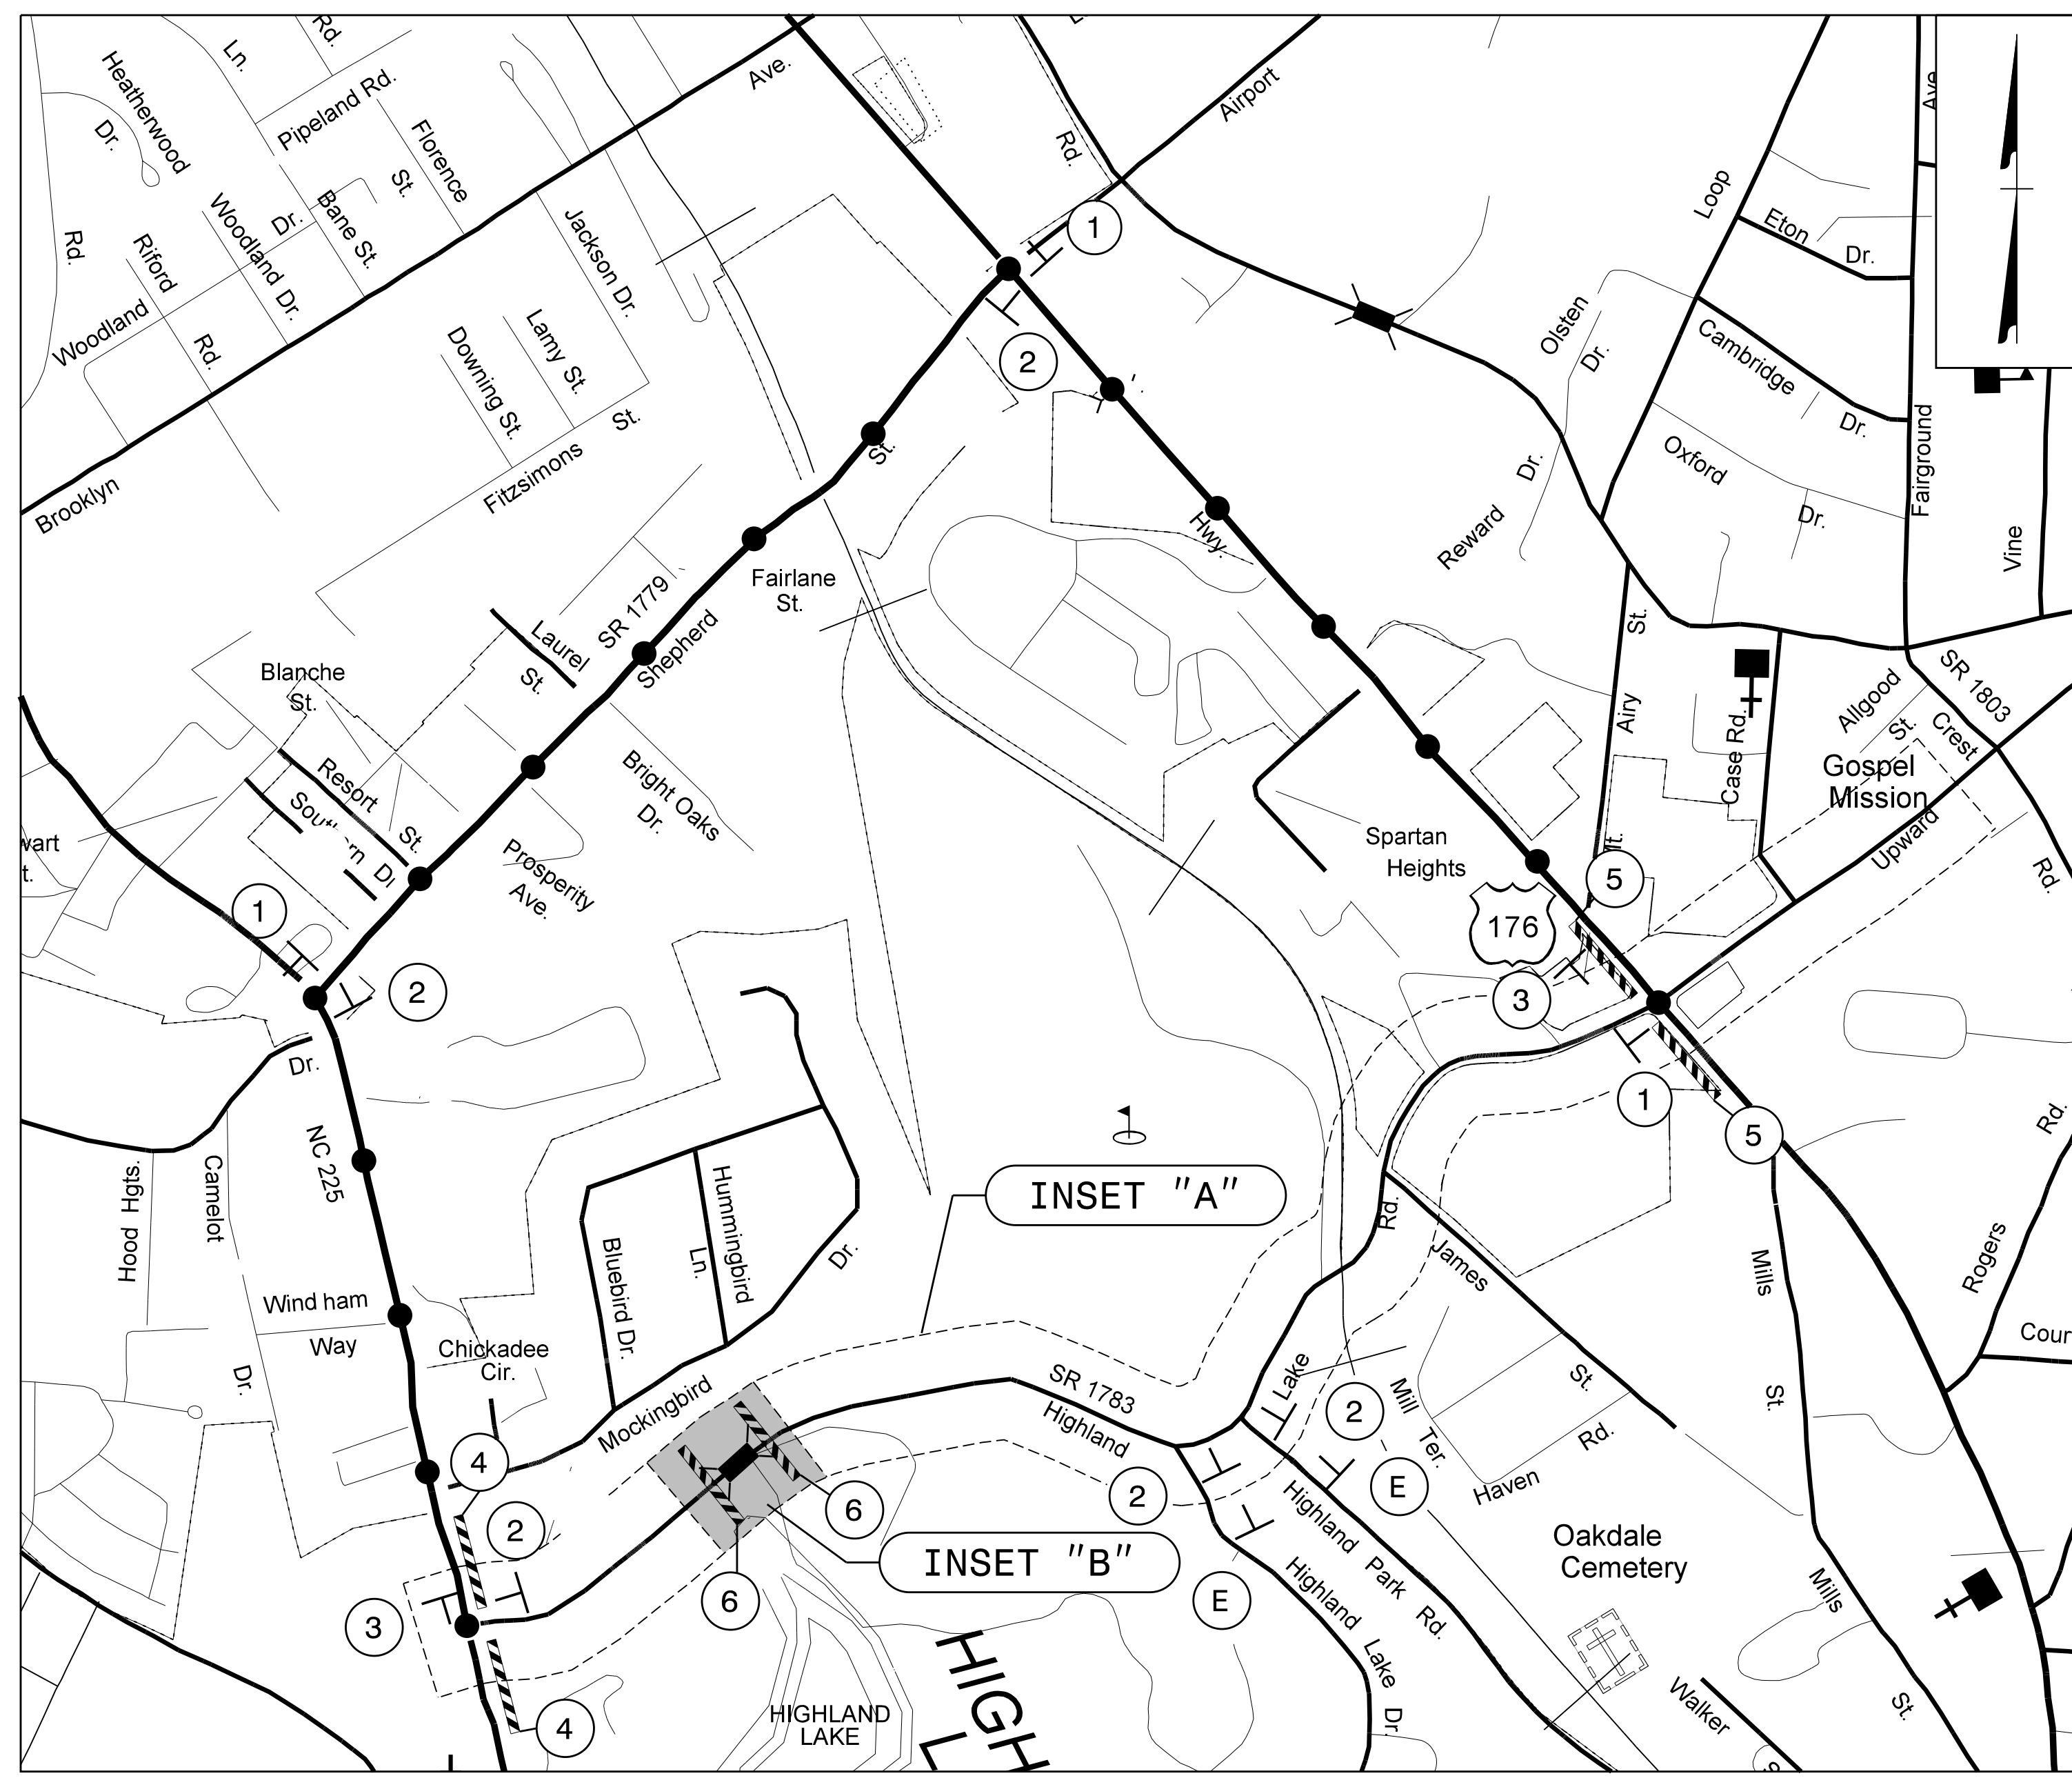 Rd.
Ln.
Heatherwood
Dr.
Pipeland Rd.
Ave.
Airport
Florence
St.
Rd.
Rd.
Woodland Dr.
Bane St.
Dr.
Jackson Dr.
Riford
Rd.
Woodland
1
Loop
Ave
Eton
Dr.
Lamy St.
Downing St.
2
Olsten
Dr.
Cambridge
Dr.
St.
Fitzsimons
Brooklyn
St.
Hwy.
Dr.
Reward
Oxford
Dr.
Fairground
Vine
Fairlane
St.
SR 1779
Shepherd
Laurel
St.
Blanche
St.
St.
Airy
Mt.
Case Rd.
Allgood
St.
SR 1803
Crest
Gospel
Mission
Upward
Rd.
Resort
St.
Bright Oaks
Dr.
Prosperity
Ave.
Spartan
Heights
5
176
3
1
2
1
5
Dr.
NC 225
Hood Hgts.
Camelot
Dr.
INSET "A"
Hummingbird
Ln.
Bluebird Dr.
Dr.
Rd.
James
St.
Mills
St.
Rogers
Rd.
Wind ham
Way
Chickadee
Cir.
Mockingbird
SR 1783
Highland
Lake
2
Mill
Ter.
E
Haven
Rd.
4
2
6
2
INSET "B"
Highland Park Rd.
Oakdale
Cemetery
3
6
E
Highland Lake Dr.
Mills
St.
HIGHLAND
LAKE
4
Walker
HIGH
L